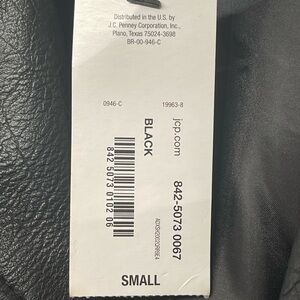 Distributed in the U.S. by
J.C. Penney Corporation, Inc.,
Plano, Texas 75024-3698
BR-00-946-C
0946-C
19963-8
jcp.com
842-5073 0067
BLACK
842 5073 0102 06
SMALL